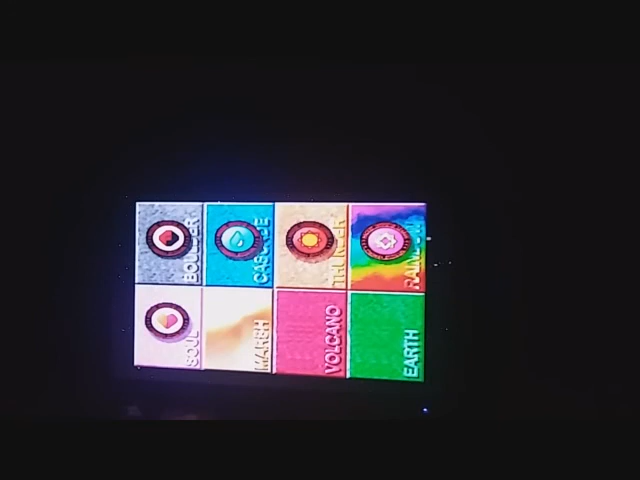 BOULDER
CASCADE
THUNDER
RAINBOW
SOUL
MARSH
VOLCANO
EARTH